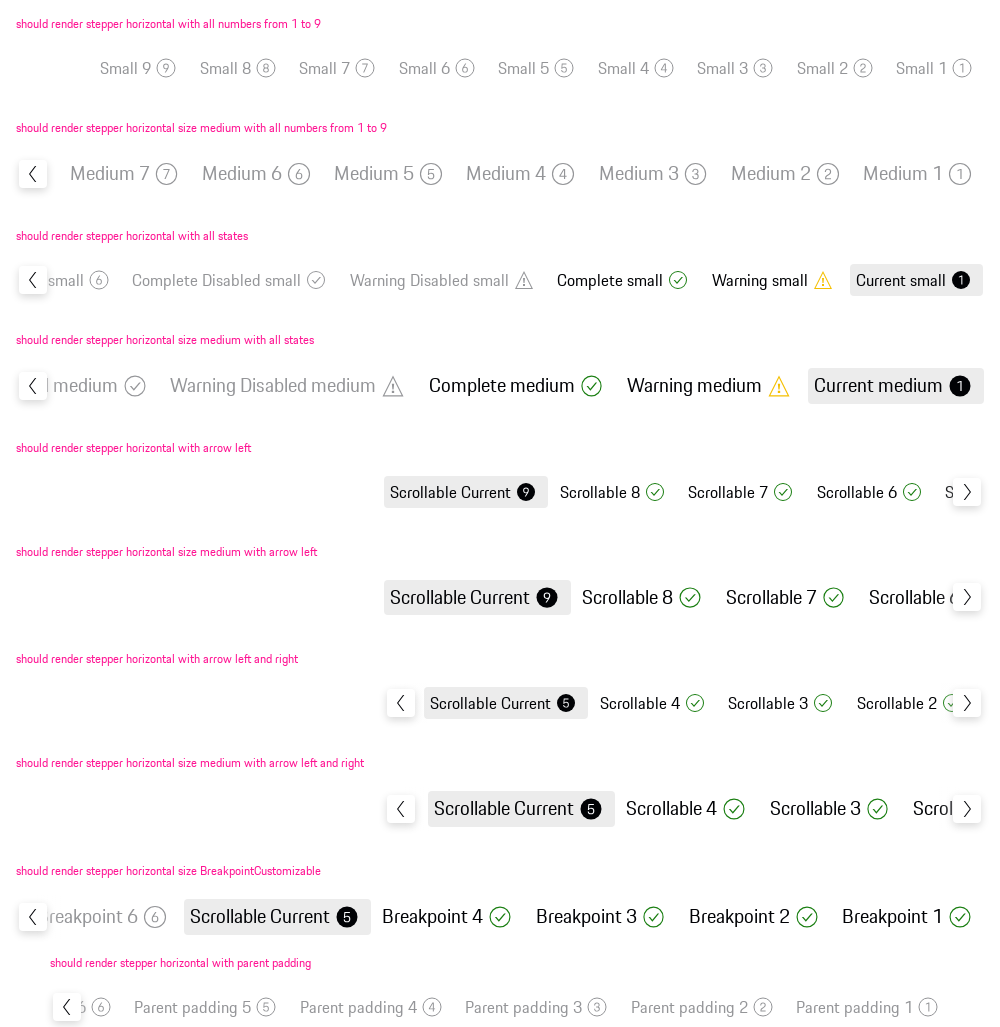 should render stepper horizontal with all numbers from 1 to 9
Small 9 9 Small 8 8 Small 7 7 Small 6 6 Small 5 5 Small 4 4 Small 3 3 Small 2 2 Small 1 1
should render stepper horizontal size medium with all numbers from 1 to 9
Medium 7 7 Medium 6 6 Medium 5 5 Medium 4 4 Medium 3 3 Medium 2 2 Medium 1 1
should render stepper horizontal with all states
small 6 Complete Disabled small Warning Disabled small Complete small Warning small Current small 1
should render stepper horizontal size medium with all states
medium Warning Disabled medium Complete medium Warning medium Current medium 1
should render stepper horizontal with arrow left
Scrollable Current 9 Scrollable 8 Scrollable 7 Scrollable 6
should render stepper horizontal size medium with arrow left
Scrollable Current 9 Scrollable 8 Scrollable 7 Scrollable
should render stepper horizontal with arrow left and right
Scrollable Current 5 Scrollable 4 Scrollable 3 Scrollable 2
should render stepper horizontal size medium with arrow left and right
Scrollable Current 5 Scrollable 4 Scrollable 3 Scrol
should render stepper horizontal size BreakpointCustomizable
reakpoint 6 6 Scrollable Current 5 Breakpoint 4 Breakpoint 3 Breakpoint 2 Breakpoint 1
should render stepper horizontal with parent padding
6 Parent padding 5 5 Parent padding 4 4 Parent padding 3 3 Parent padding 2 2 Parent padding 1 1